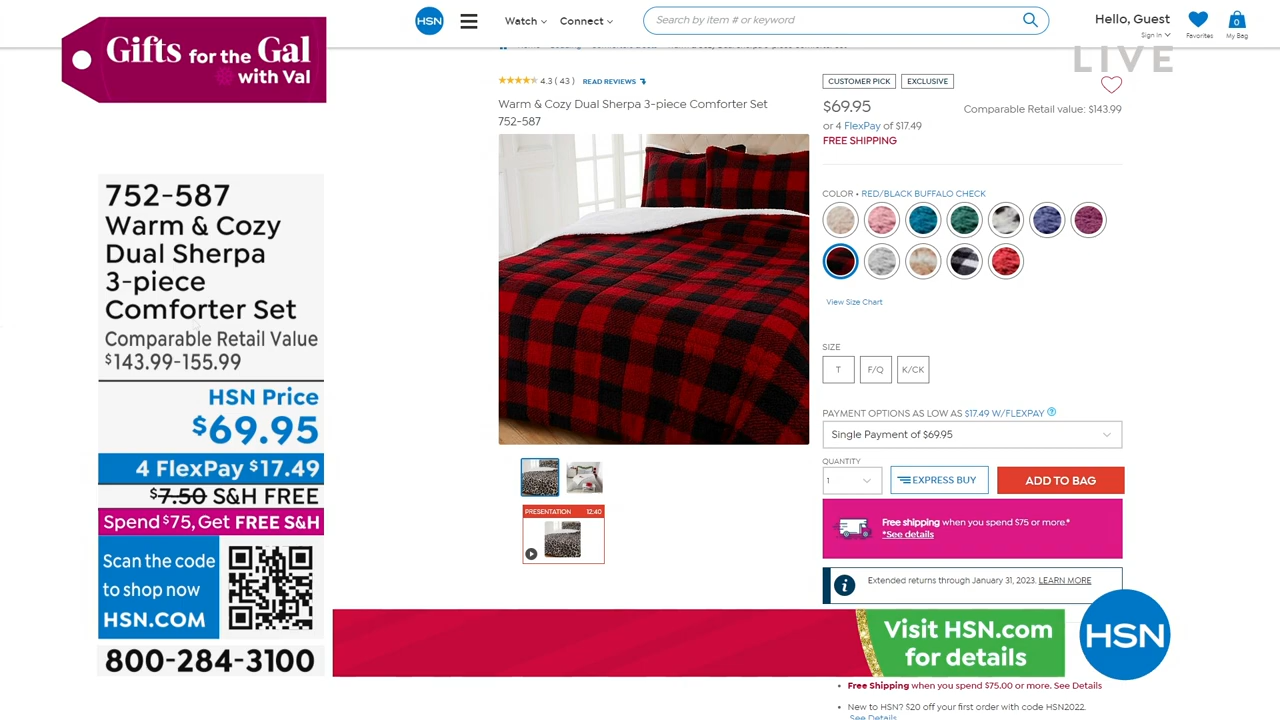 Gifts for the Gal
with Val
HSN
Watch
Connect
Search by item # or keyword
Hello, Guest
Sign in
Favorites
0
My Bag
LIVE
4.3 ( 43 ) READ REVIEWS
Warm & Cozy Dual Sherpa 3-piece Comforter Set
752-587
CUSTOMER PICK
EXCLUSIVE
$69.95
Comparable Retail value: $143.99
or 4 FlexPay of $17.49
FREE SHIPPING
COLOR • RED/BLACK BUFFALO CHECK
View Size Chart
SIZE
T
F/Q
K/CK
PAYMENT OPTIONS AS LOW AS $17.49 W/FLEXPAY ?
Single Payment of $69.95
QUANTITY
1
EXPRESS BUY
ADD TO BAG
Free shipping when you spend $75 or more.*
*See details
i
Extended returns through January 31, 2023. LEARN MORE
PRESENTATION 12:40
752-587
Warm & Cozy
Dual Sherpa
3-piece
Comforter Set
Comparable Retail Value
$143.99-155.99
HSN Price
$69.95
4 FlexPay $17.49
$7.50 S&H FREE
Spend $75, Get FREE S&H
Scan the code
to shop now
HSN.COM
800-284-3100
Visit HSN.com
for details
HSN
• Free Shipping when you spend $75.00 or more. See Details
• New to HSN? $20 off your first order with code HSN2022.
See Details